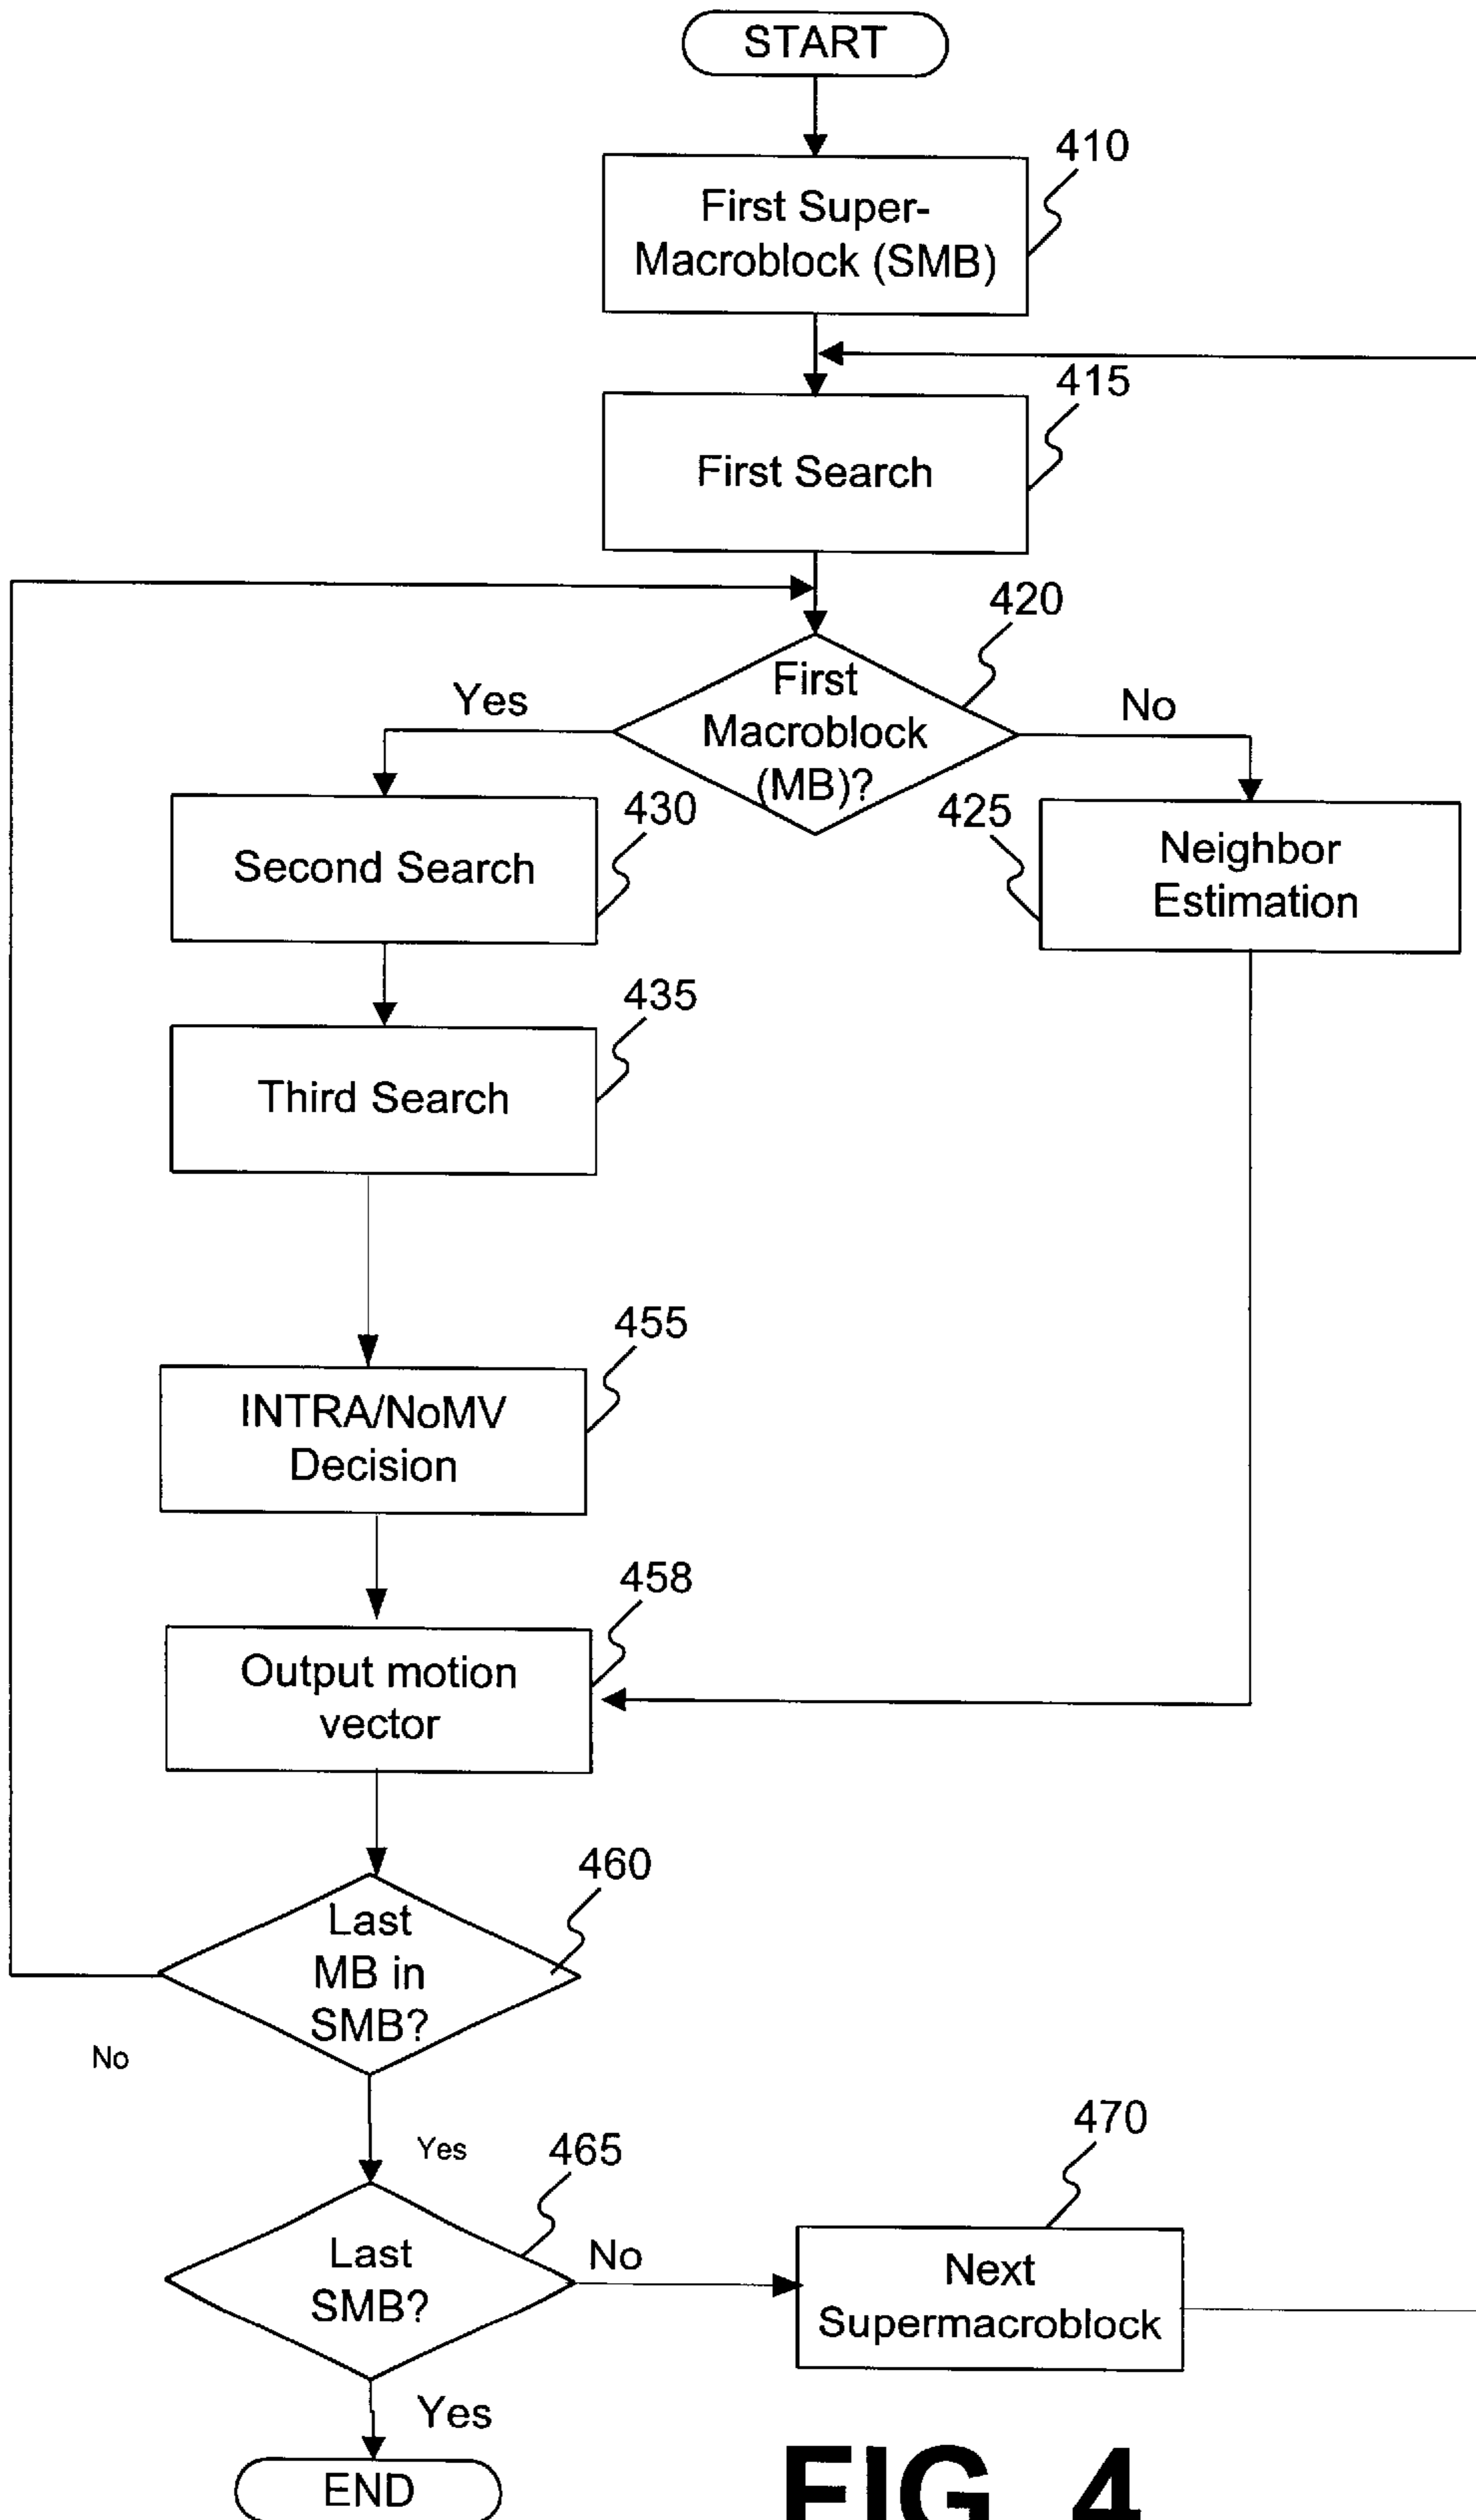 START
410
First Super-
Macroblock (SMB)
415
First Search
420
First
Macroblock
(MB)?
Yes
No
430
Second Search
425
Neighbor
Estimation
435
Third Search
455
INTRA/NoMV
Decision
458
Output motion
vector
460
Last
MB in
SMB?
No
Yes
465
Last
SMB?
No
470
Next
Supermacroblock
Yes
END
FIG. 4